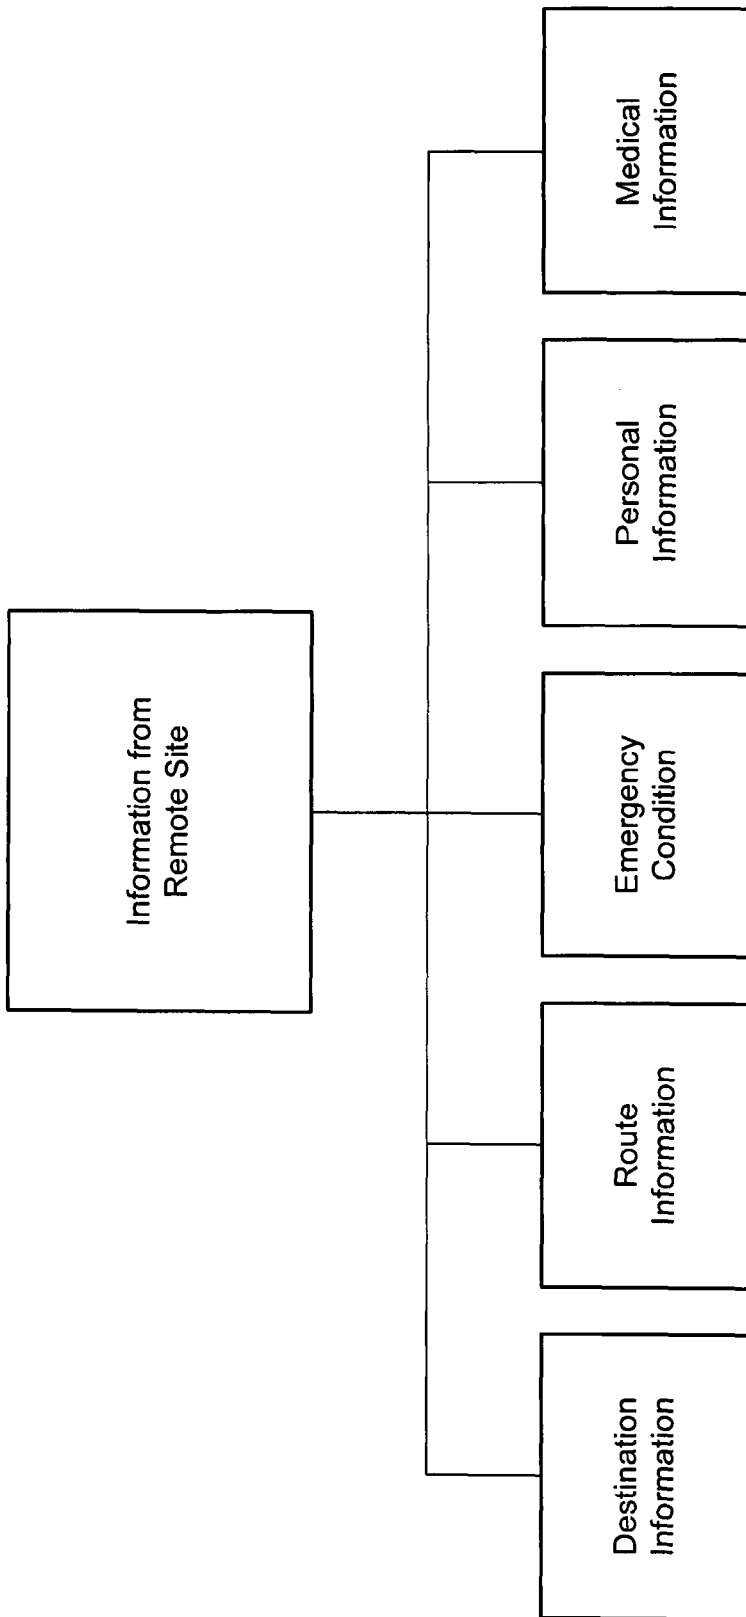 Information from
Remote Site
Destination
Information
Route
Information
Emergency
Condition
Personal
Information
Medical
Information